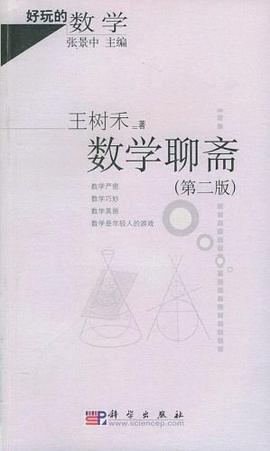 好玩的数学
张景中 主编
王树禾 著
数学聊斋
(第二版)
数学严密
数学巧妙
数学美丽
数学是年轻人的游戏
科学出版社
www.sciencep.com